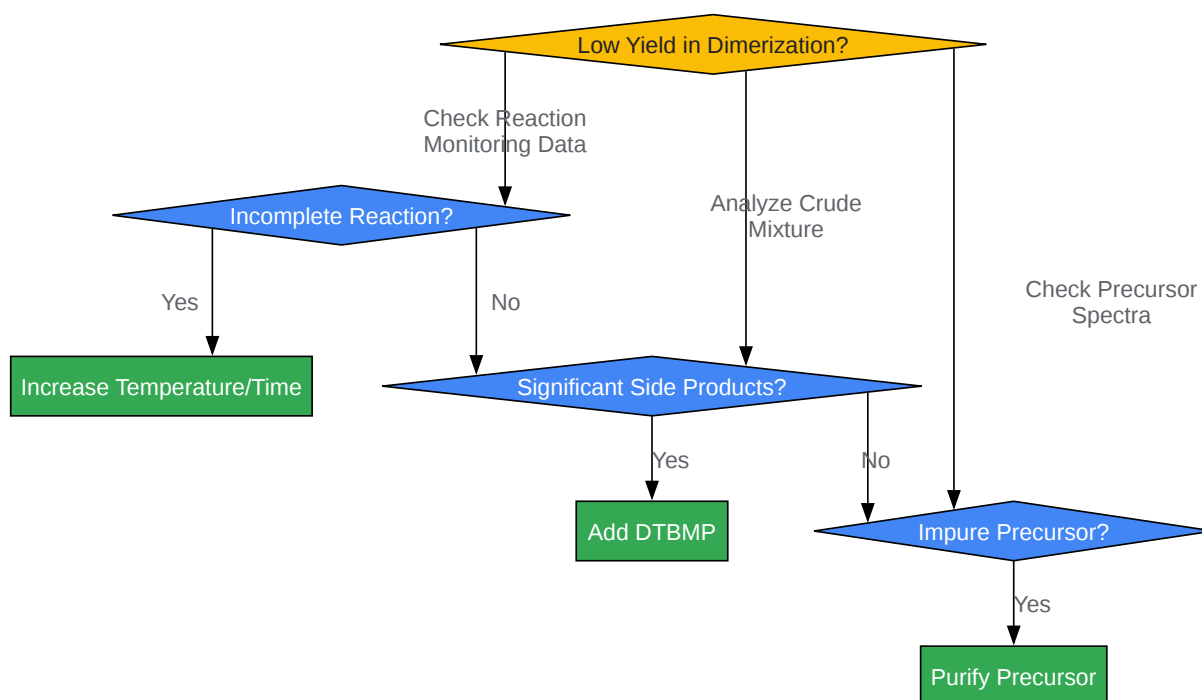 Low Yield in Dimerization?
Check Reaction
Monitoring Data
Analyze Crude
Mixture
Incomplete Reaction?
Check Precursor
Spectra
Yes
No
Increase Temperature/Time
Significant Side Products?
Yes
No
Add DTBMP
Impure Precursor?
Yes
Purify Precursor